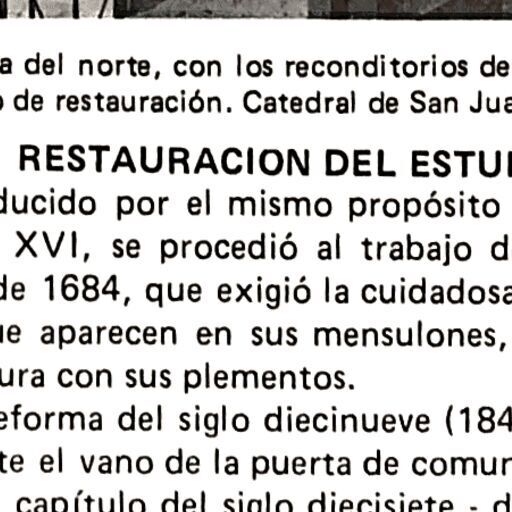 a del norte, con los reconditorios de
de restauración. Catedral de San Jua
RESTAURACION DEL ESTU
ducido por el mismo propósito
XVI, se procedió al trabajo d
de 1684, que exigió la cuidadosa
ue aparecen en sus mensulones,
ura con sus plementos.
eforma del siglo diecinueve (184
te el vano de la puerta de comun
capítulo del siglo diecisiete - d